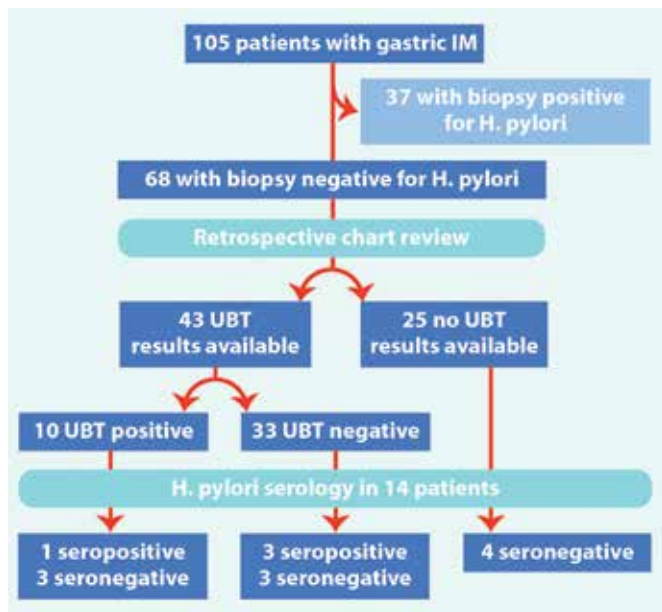 105 patients with gastric IM
37 with biopsy positive
for H. pylori
68 with biopsy negative for H. pylori
Retrospective chart review
43 UBT
results available
25 no UBT
results available
10 UBT positive
33 UBT negative
H. pylori serology in 14 patients
1 seropositive
3 seronegative
3 seropositive
3 seronegative
4 seronegative